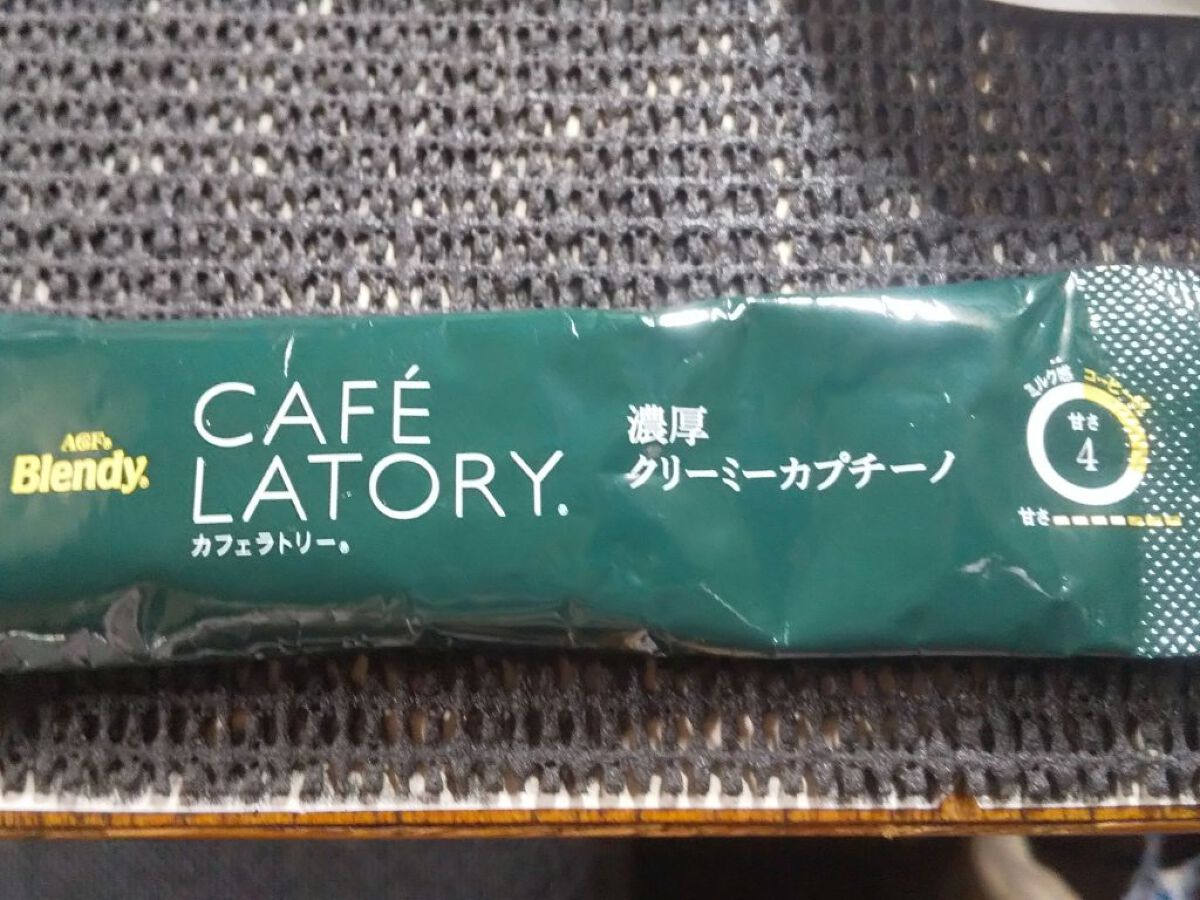 AGF®
Blendy®
CAFÉ
LATORY®
カフェラトリー®
濃厚
クリーミーカプチーノ
ミルク感
甘さ
4
甘さ